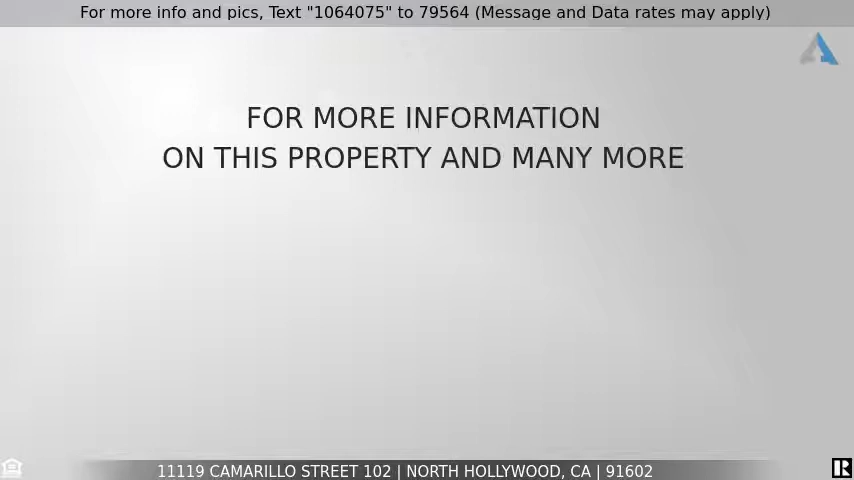 For more info and pics, Text "1064075" to 79564 (Message and Data rates may apply)
FOR MORE INFORMATION
ON THIS PROPERTY AND MANY MORE
11119 CAMARILLO STREET 102 | NORTH HOLLYWOOD, CA | 91602